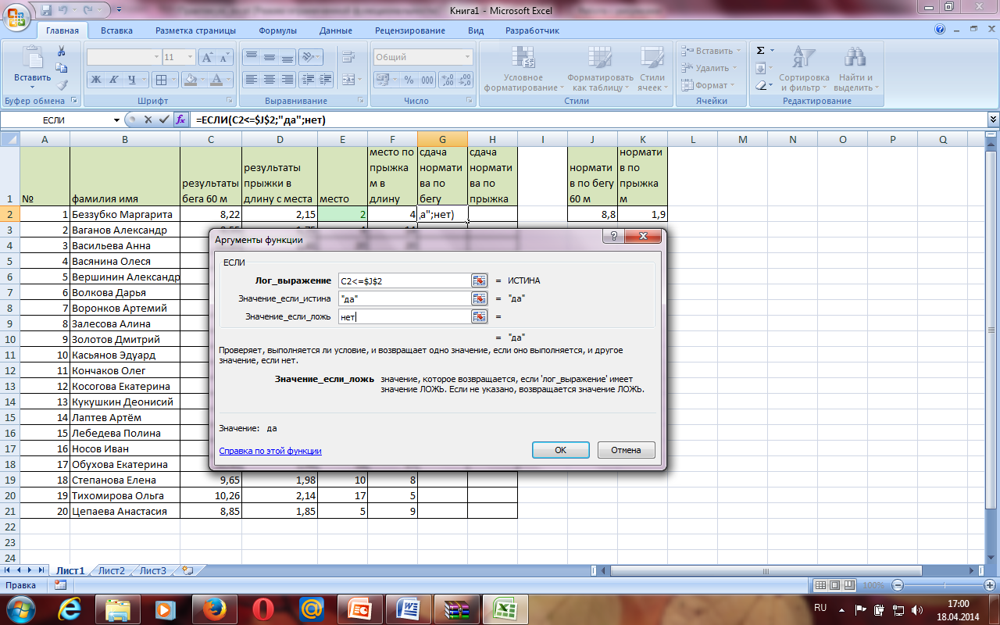 Книга1 - Microsoft Excel
Главная Вставка Разметка страницы Формулы Данные Рецензирование Вид Разработчик
Вставить
11
Общий
Ж К Ч
% 000
Условное форматирование
Форматировать как таблицу
Стили ячеек
Вставить
Удалить
Формат
Сортировка и фильтр
Найти и выделить
Буфер обмена Шрифт Выравнивание Число Стили Ячейки Редактирование
ЕСЛИ =ЕСЛИ(C2<=$J$2;"да";нет)
A B C D E F G H I J K L M N O P Q
1
№
фамилия имя
результаты
бега 60 м
результаты
прыжки в
длину с места
место
место по
прыжка
м в
длину
сдача
нормати
ва по
бегу
сдача
нормати
ва по
прыжка
нормати
в по бегу
60 м
нормати
в по
прыжка
м
2 1 Беззубко Маргарита 8,22 2,15 2 4 ,а";нет) 8,8 1,9
3 2 Ваганов Александр
4 3 Васильева Анна
5 4 Васянина Олеся
6 5 Вершинин Александр
7 6 Волкова Дарья
8 7 Воронков Артемий
9 8 Залесова Алина
10 9 Золотов Дмитрий
11 10 Касьянов Эдуард
12 11 Кончаков Олег
13 12 Косогова Екатерина
14 13 Кукушкин Деонисий
15 14 Лаптев Артём
16 15 Лебедева Полина
17 16 Носов Иван
18 17 Обухова Екатерина
19 18 Степанова Елена 9,65 1,98 10 8
20 19 Тихомирова Ольга 10,26 2,14 17 5
21 20 Цепаева Анастасия 8,85 1,85 5 9
22
23
24
Аргументы функции
ЕСЛИ
Лог_выражение C2<=$J$2 = ИСТИНА
Значение_если_истина "да" = "да"
Значение_если_ложь нет =
= "да"
Проверяет, выполняется ли условие, и возвращает одно значение, если оно выполняется, и другое
значение, если нет.
Значение_если_ложь значение, которое возвращается, если 'лог_выражение' имеет
значение ЛОЖЬ. Если не указано, возвращается значение ЛОЖЬ.
Значение: да
Справка по этой функции
ОК Отмена
Лист1 Лист2 Лист3
Правка 100%
RU
17:00
18.04.2014